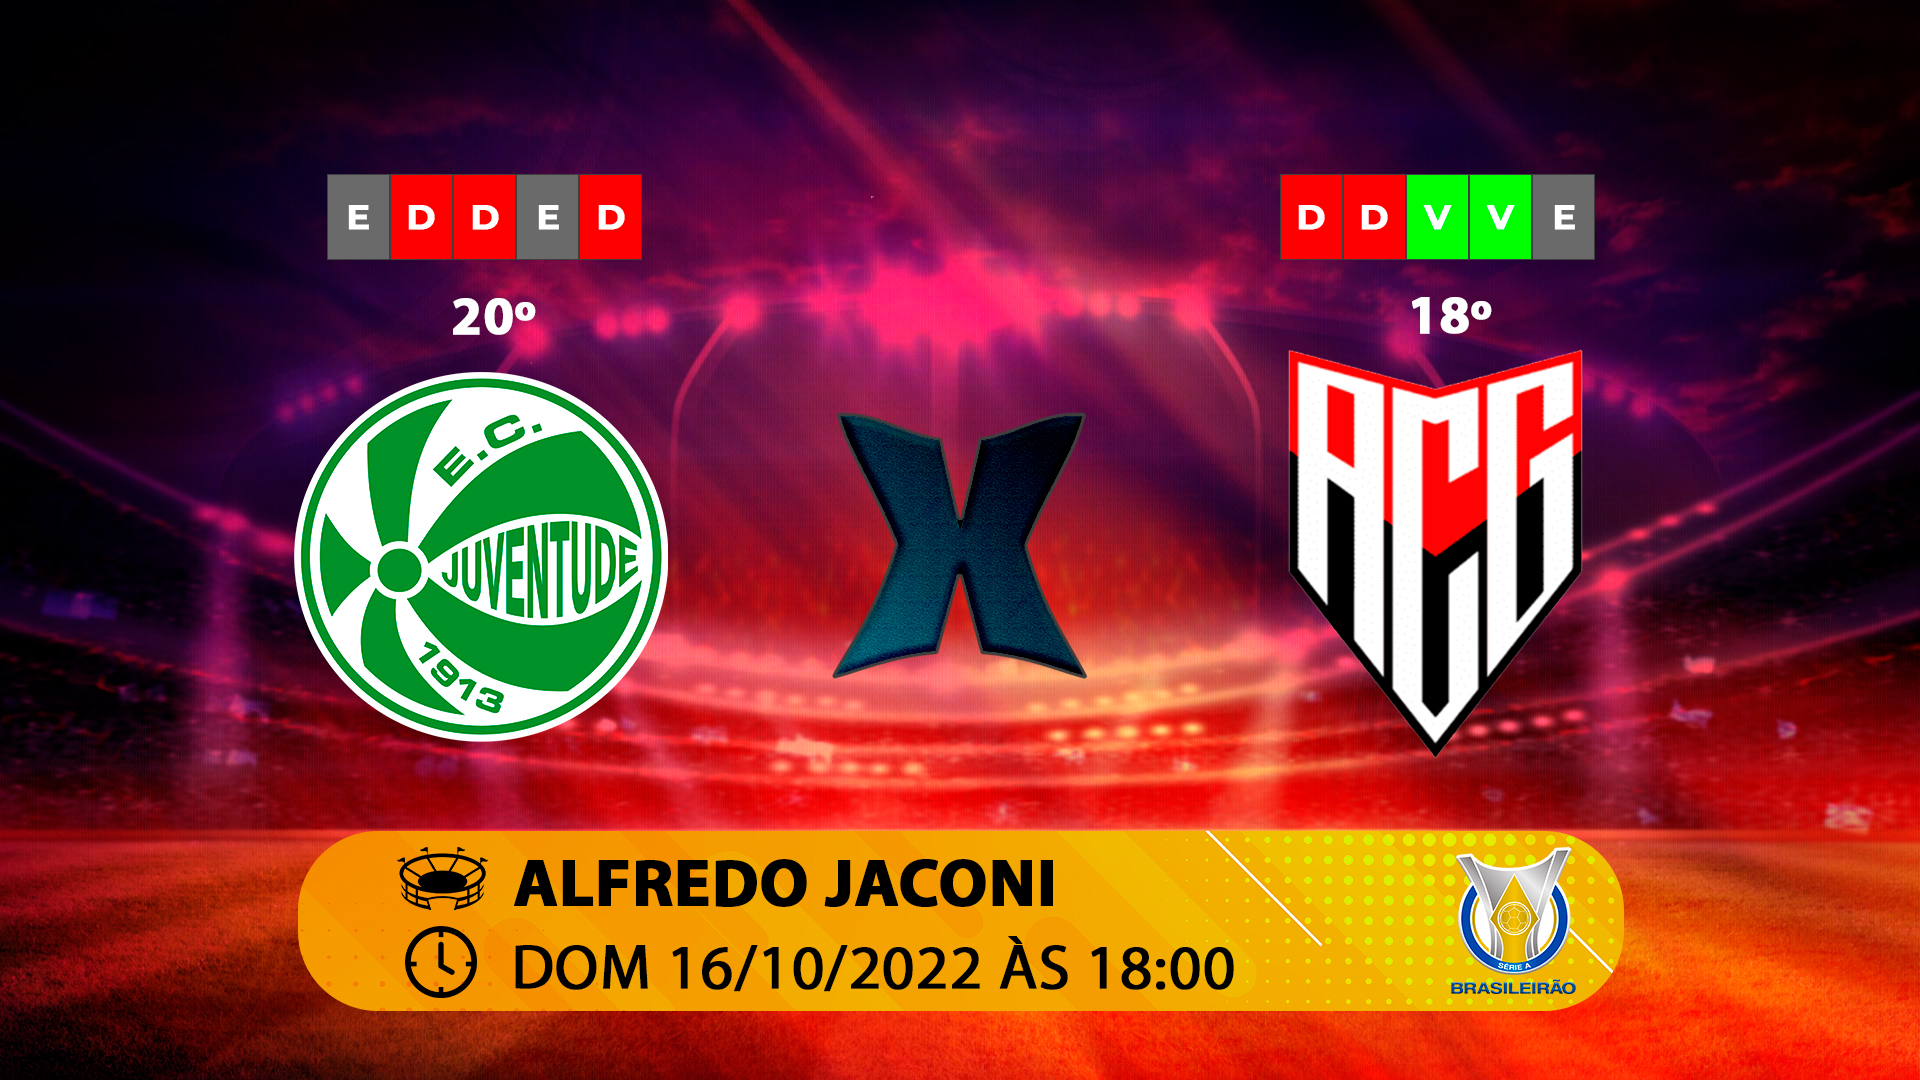 E D D E D
D D V V E
20º
18º
E.C.
JUVENTUDE
1913
X
ACG
ALFREDO JACONI
DOM 16/10/2022 ÀS 18:00
SÉRIE A
BRASILEIRÃO